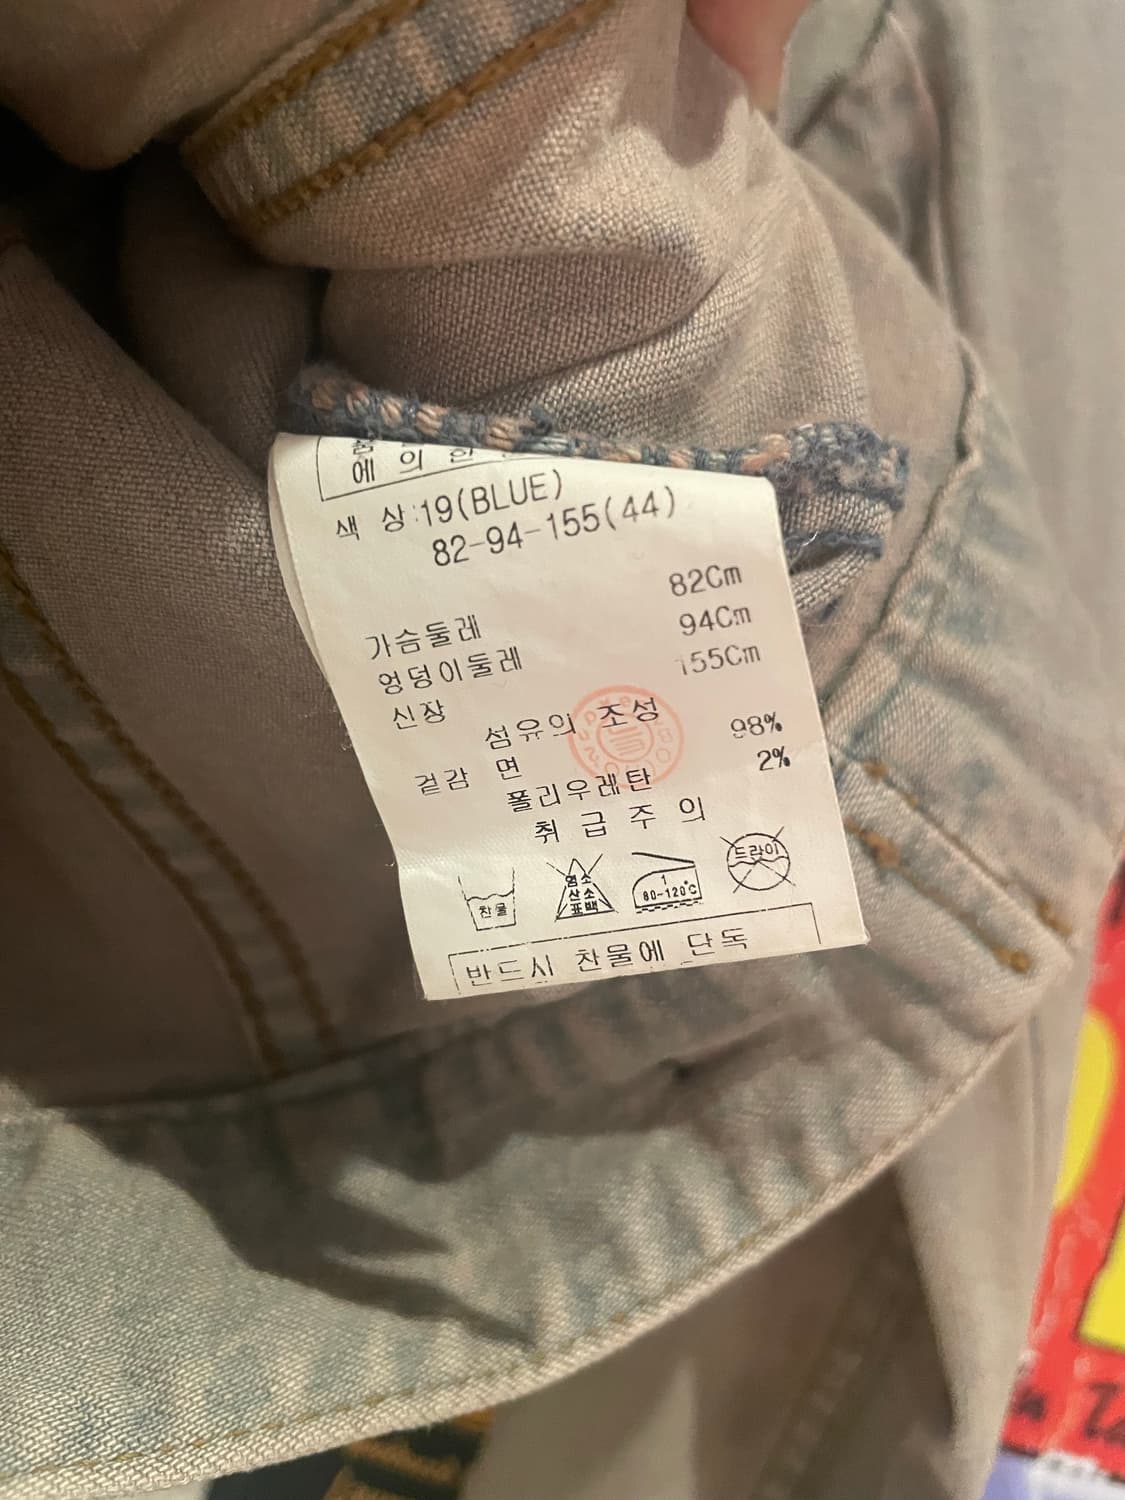 에 의 한
색 상:19(BLUE)
82-94-155(44)
가슴둘레 82Cm
엉덩이둘레 94Cm
신장 155Cm
섬유의 조성
겉감 면 98%
폴리우레탄 2%
취 급 주 의
찬물
염소
산소
표백
1
80~120℃
드라이
반드시 찬물에 단독